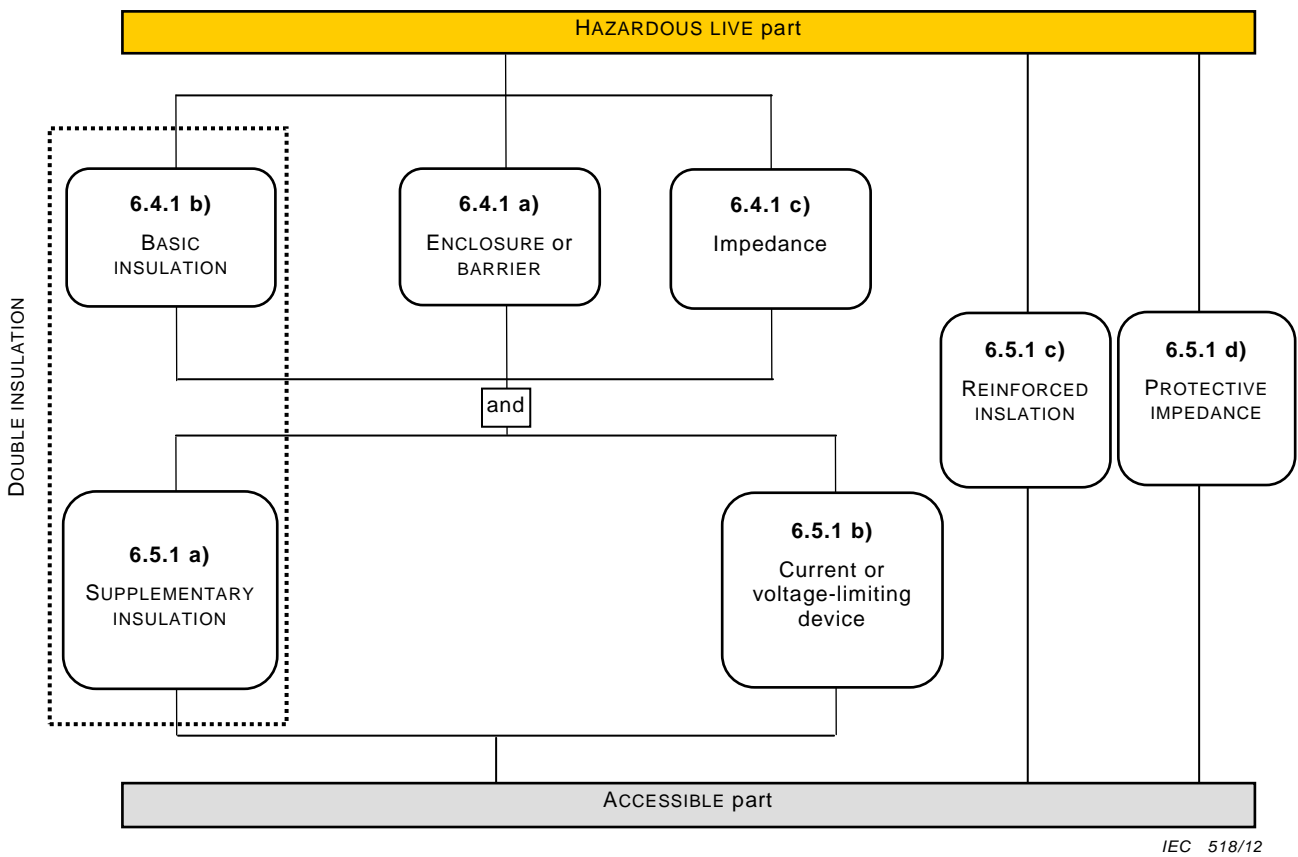 HAZARDOUS LIVE part
6.4.1 b)
BASIC
INSULATION
6.4.1 a)
ENCLOSURE or
BARRIER
6.4.1 c)
Impedance
DOUBLE INSULATION
6.5.1 c)
REINFORCED
INSLATION
6.5.1 d)
PROTECTIVE
IMPEDANCE
and
6.5.1 a)
SUPPLEMENTARY
INSULATION
6.5.1 b)
Current or
voltage-limiting
device
ACCESSIBLE part
IEC 518/12